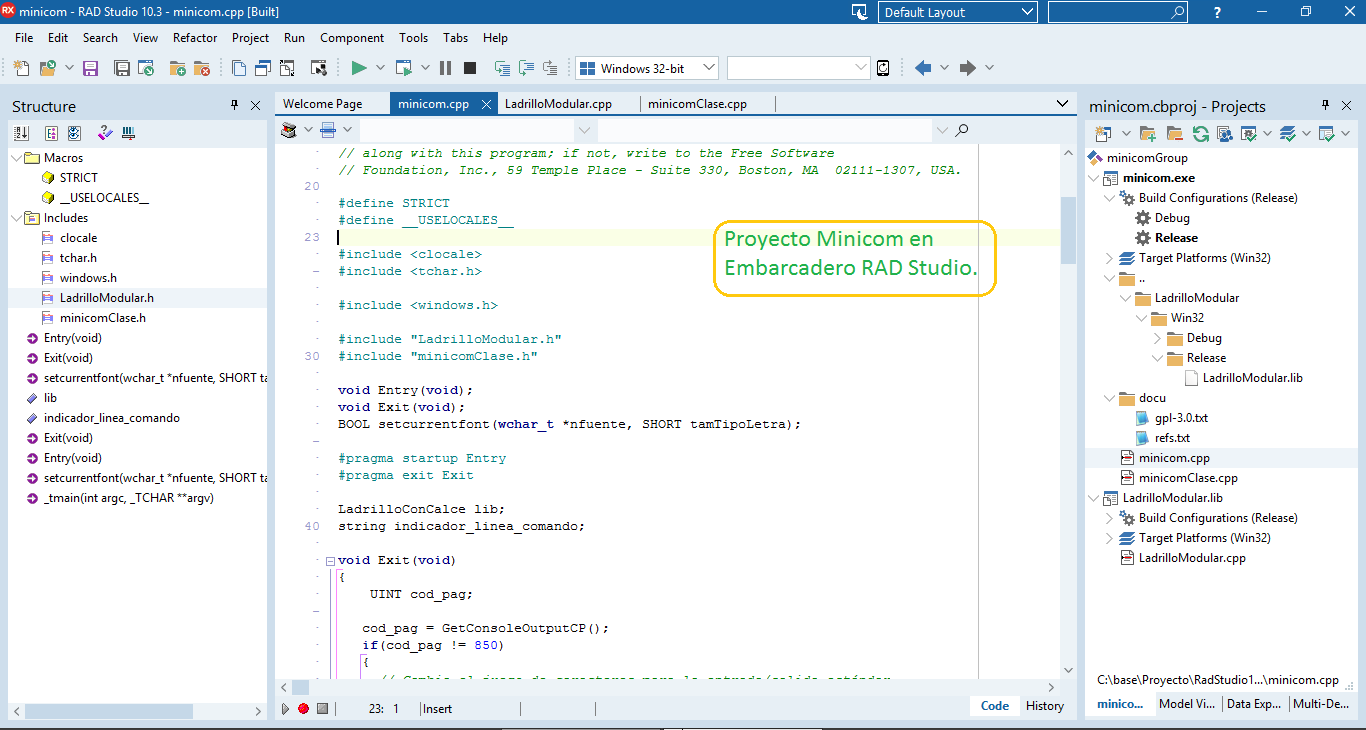 minicom - RAD Studio 10.3 - minicom.cpp [Built]
Default Layout
File Edit Search View Refactor Project Run Component Tools Tabs Help
Windows 32-bit
Structure
Macros
STRICT
__USELOCALES__
Includes
clocale
tchar.h
windows.h
LadrilloModular.h
minicomClase.h
Entry(void)
Exit(void)
setcurrentfont(wchar_t *nfuente, SHORT ta
lib
indicador_linea_comando
Exit(void)
Entry(void)
setcurrentfont(wchar_t *nfuente, SHORT ta
_tmain(int argc, _TCHAR **argv)
Welcome Page minicom.cpp LadrilloModular.cpp minicomClase.cpp
// along with this program; if not, write to the Free Software
// Foundation, Inc., 59 Temple Place - Suite 330, Boston, MA  02111-1307, USA.
20
#define STRICT
#define __USELOCALES__
23
#include <clocale>
#include <tchar.h>
#include <windows.h>
#include "LadrilloModular.h"
30 #include "minicomClase.h"
void Entry(void);
void Exit(void);
BOOL setcurrentfont(wchar_t *nfuente, SHORT tamTipoLetra);
#pragma startup Entry
#pragma exit Exit
LadrilloConCalce lib;
40 string indicador_linea_comando;
void Exit(void)
{
UINT cod_pag;
cod_pag = GetConsoleOutputCP();
if(cod_pag != 850)
{
Proyecto Minicom en
Embarcadero RAD Studio.
23: 1 Insert
Code History
minicom.cbproj - Projects
minicomGroup
minicom.exe
Build Configurations (Release)
Debug
Release
Target Platforms (Win32)
..
LadrilloModular
Win32
Debug
Release
LadrilloModular.lib
docu
gpl-3.0.txt
refs.txt
minicom.cpp
minicomClase.cpp
LadrilloModular.lib
Build Configurations (Release)
Target Platforms (Win32)
LadrilloModular.cpp
C:\base\Proyecto\RadStudio1...\minicom.cpp
minico... Model Vi... Data Exp... Multi-De...